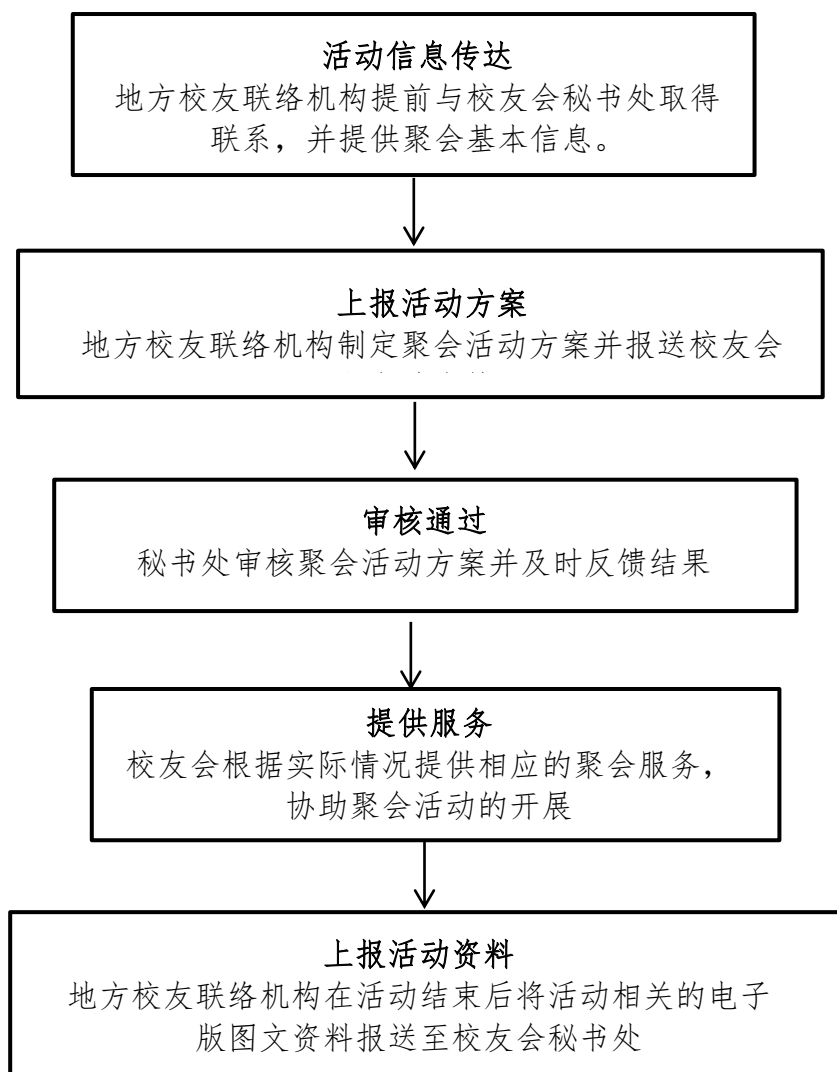 活动信息传达
地方校友联络机构提前与校友会秘书处取得
联系，并提供聚会基本信息。
上报活动方案
地方校友联络机构制定聚会活动方案并报送校友会
审核通过
秘书处审核聚会活动方案并及时反馈结果
提供服务
校友会根据实际情况提供相应的聚会服务，
协助聚会活动的开展
上报活动资料
地方校友联络机构在活动结束后将活动相关的电子
版图文资料报送至校友会秘书处